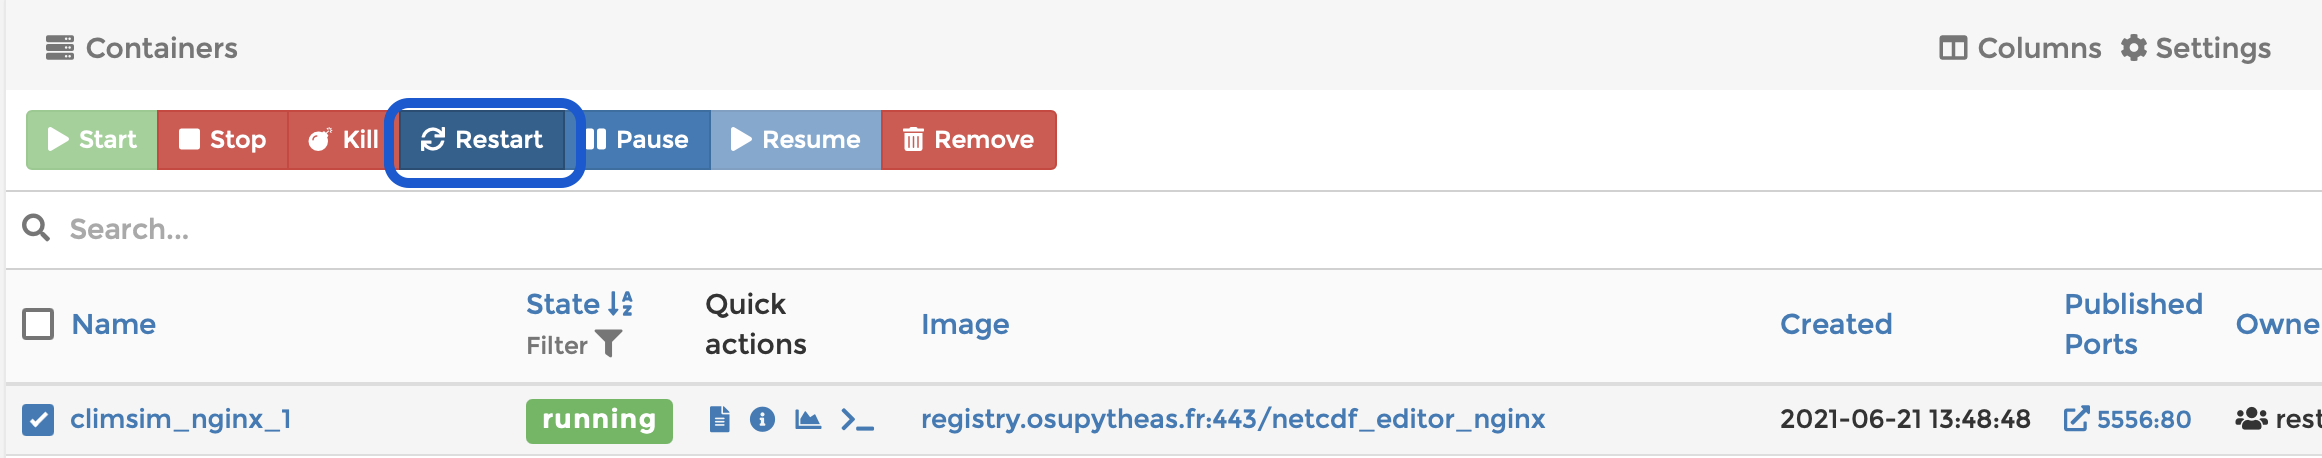 Containers
Columns Settings
Start Stop Kill Restart Pause Resume Remove
Search...
Name State Filter Quick actions Image Created Published Ports Owne
climsim_nginx_1 running registry.osupytheas.fr:443/netcdf_editor_nginx 2021-06-21 13:48:48 5556:80 rest